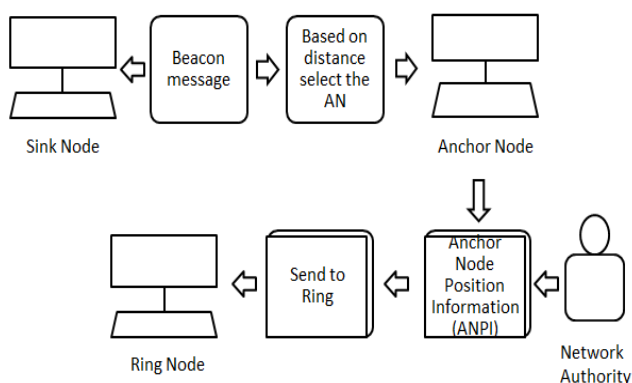 Beacon
message
Based on
distance
select the
AN
Sink Node
Anchor Node
Anchor
Node
Position
Information
(ANPI)
Send to
Ring
Ring Node
Network
Authority